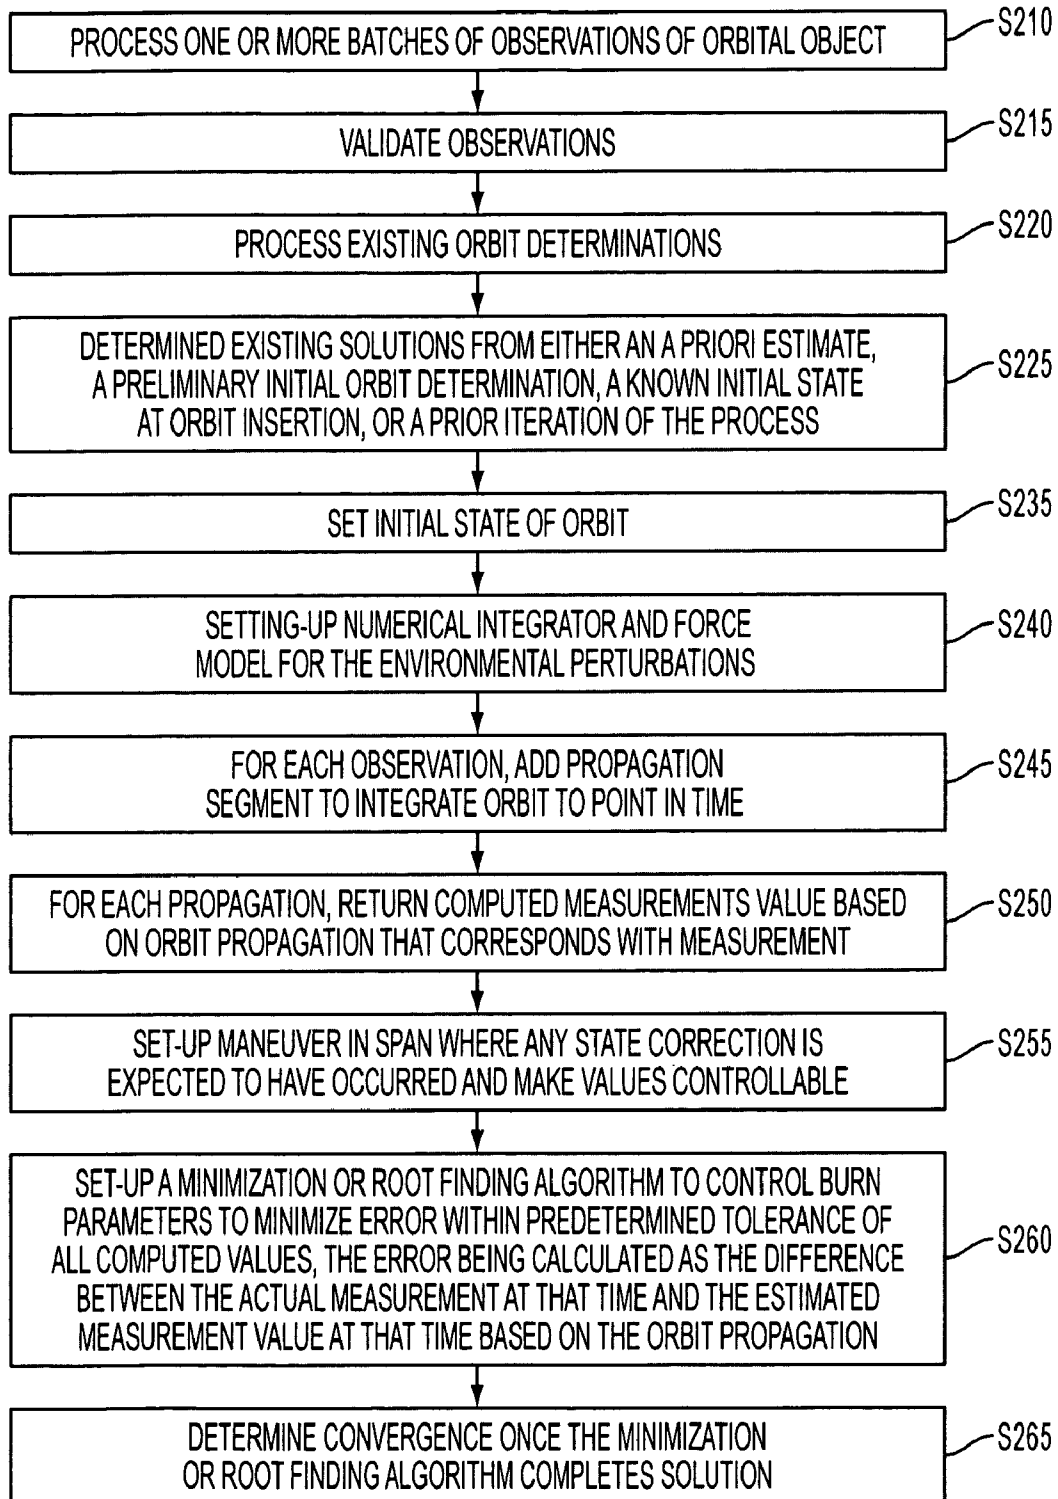 PROCESS ONE OR MORE BATCHES OF OBSERVATIONS OF ORBITAL OBJECT
S210
VALIDATE OBSERVATIONS
S215
PROCESS EXISTING ORBIT DETERMINATIONS
S220
DETERMINED EXISTING SOLUTIONS FROM EITHER AN A PRIORI ESTIMATE,
A PRELIMINARY INITIAL ORBIT DETERMINATION, A KNOWN INITIAL STATE
AT ORBIT INSERTION, OR A PRIOR ITERATION OF THE PROCESS
S225
SET INITIAL STATE OF ORBIT
S235
SETTING-UP NUMERICAL INTEGRATOR AND FORCE
MODEL FOR THE ENVIRONMENTAL PERTURBATIONS
S240
FOR EACH OBSERVATION, ADD PROPAGATION
SEGMENT TO INTEGRATE ORBIT TO POINT IN TIME
S245
FOR EACH PROPAGATION, RETURN COMPUTED MEASUREMENTS VALUE BASED
ON ORBIT PROPAGATION THAT CORRESPONDS WITH MEASUREMENT
S250
SET-UP MANEUVER IN SPAN WHERE ANY STATE CORRECTION IS
EXPECTED TO HAVE OCCURRED AND MAKE VALUES CONTROLLABLE
S255
SET-UP A MINIMIZATION OR ROOT FINDING ALGORITHM TO CONTROL BURN
PARAMETERS TO MINIMIZE ERROR WITHIN PREDETERMINED TOLERANCE OF
ALL COMPUTED VALUES, THE ERROR BEING CALCULATED AS THE DIFFERENCE
BETWEEN THE ACTUAL MEASUREMENT AT THAT TIME AND THE ESTIMATED
MEASUREMENT VALUE AT THAT TIME BASED ON THE ORBIT PROPAGATION
S260
DETERMINE CONVERGENCE ONCE THE MINIMIZATION
OR ROOT FINDING ALGORITHM COMPLETES SOLUTION
S265